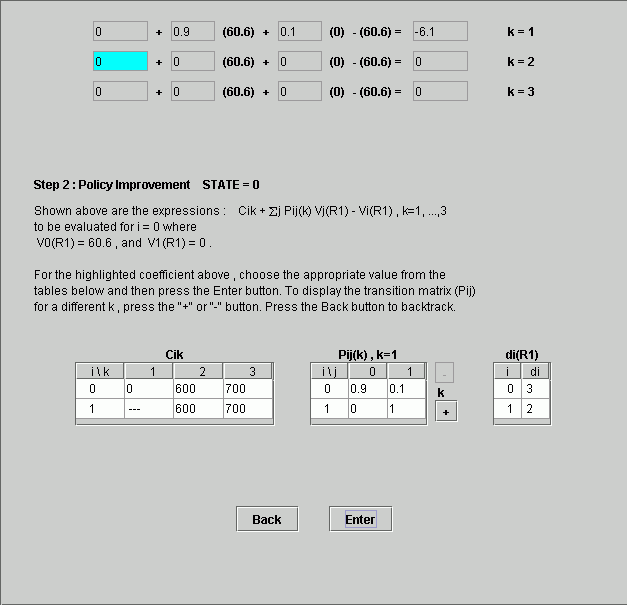 0 + 0.9 (60.6) + 0.1 (0) - (60.6) = -6.1 k = 1
0 + 0 (60.6) + 0 (0) - (60.6) = 0 k = 2
0 + 0 (60.6) + 0 (0) - (60.6) = 0 k = 3
Step 2 : Policy Improvement STATE = 0
Shown above are the expressions : Cik + Σj Pij(k) Vj(R1) - Vi(R1) , k=1, ...,3
to be evaluated for i = 0 where
V0(R1) = 60.6 , and V1(R1) = 0 .
For the highlighted coefficient above , choose the appropriate value from the
tables below and then press the Enter button. To display the transition matrix (Pij)
for a different k , press the "+" or "-" button. Press the Back button to backtrack.
Cik Pij(k) , k=1 di(R1)
i \ k 1 2 3 i \ j 0 1 - i di
0 0 600 700 0 0.9 0.1 k 0 3
1 --- 600 700 1 0 1 + 1 2
Back Enter